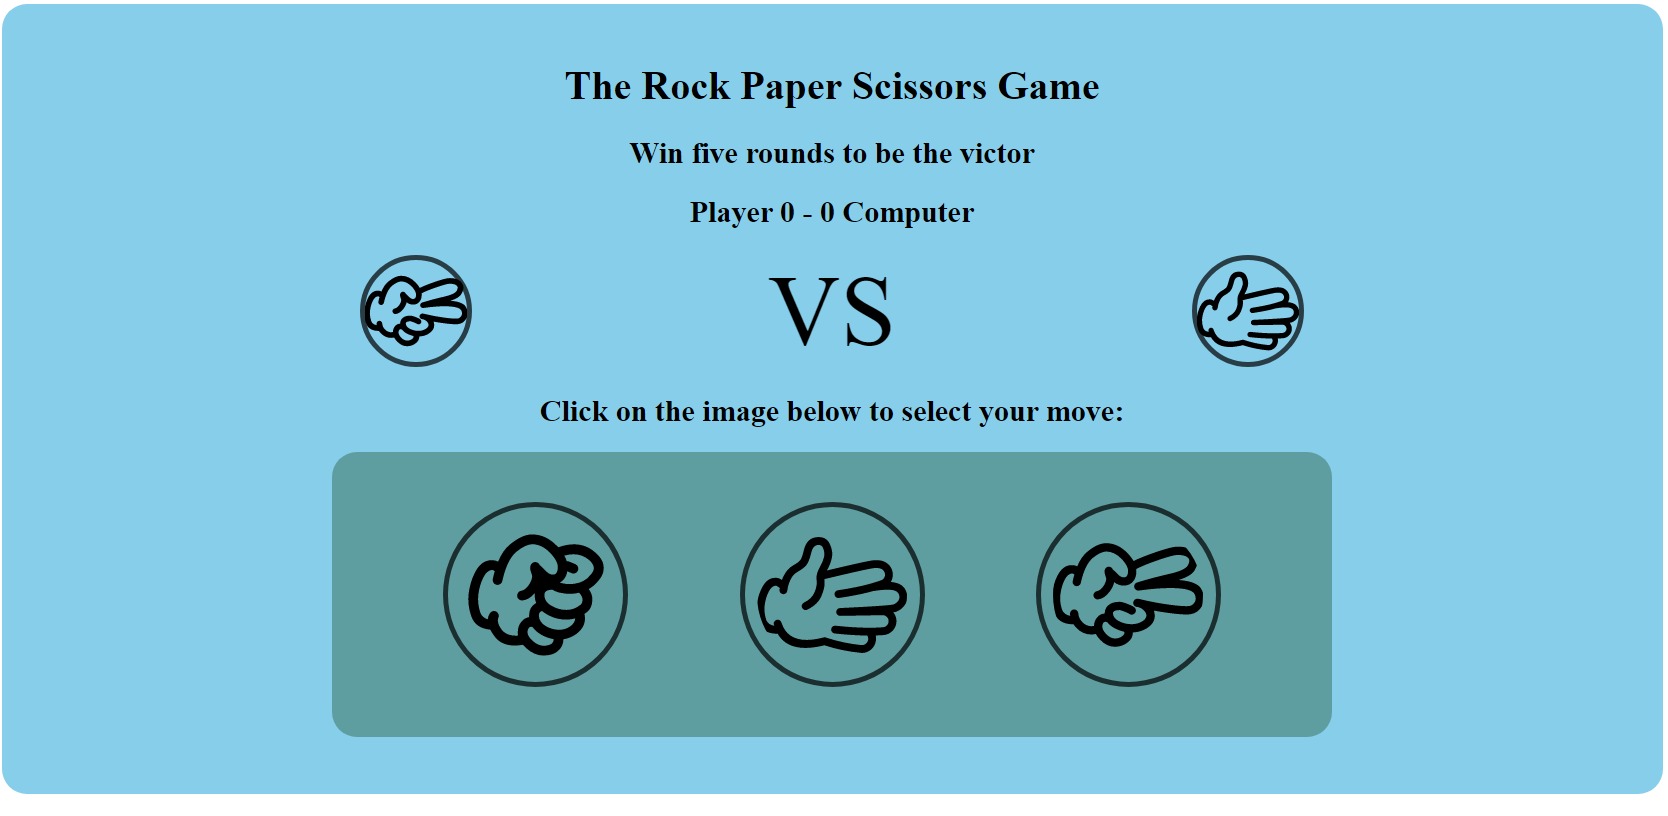 The Rock Paper Scissors Game
Win five rounds to be the victor
Player 0 - 0 Computer
VS
Click on the image below to select your move: